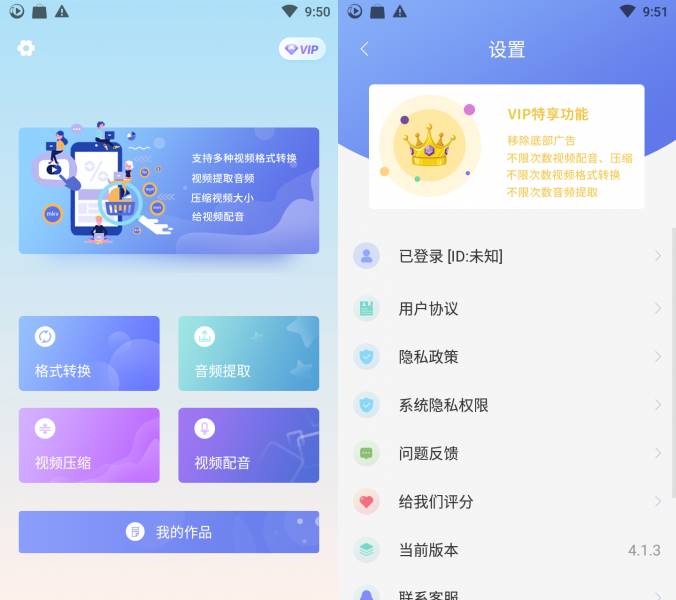 9:50
VIP
支持多种视频格式转换
视频提取音频
压缩视频大小
给视频配音
格式转换
音频提取
视频压缩
视频配音
我的作品
9:51
设置
VIP特享功能
移除底部广告
不限次数视频配音、压缩
不限次数视频格式转换
不限次数音频提取
已登录 [ID:未知]
用户协议
隐私政策
系统隐私权限
问题反馈
给我们评分
当前版本
4.1.3
联系客服